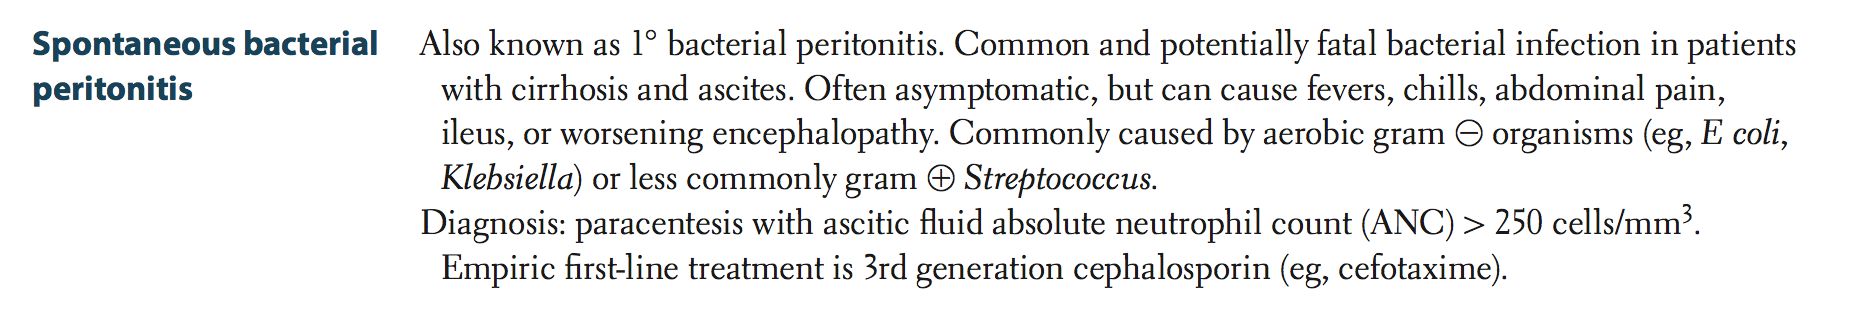 Spontaneous bacterial
peritonitis
Also known as 1° bacterial peritonitis. Common and potentially fatal bacterial infection in patients
with cirrhosis and ascites. Often asymptomatic, but can cause fevers, chills, abdominal pain,
ileus, or worsening encephalopathy. Commonly caused by aerobic gram ⊖ organisms (eg, E coli,
Klebsiella) or less commonly gram ⊕ Streptococcus.
Diagnosis: paracentesis with ascitic fluid absolute neutrophil count (ANC) > 250 cells/mm³.
Empiric first-line treatment is 3rd generation cephalosporin (eg, cefotaxime).